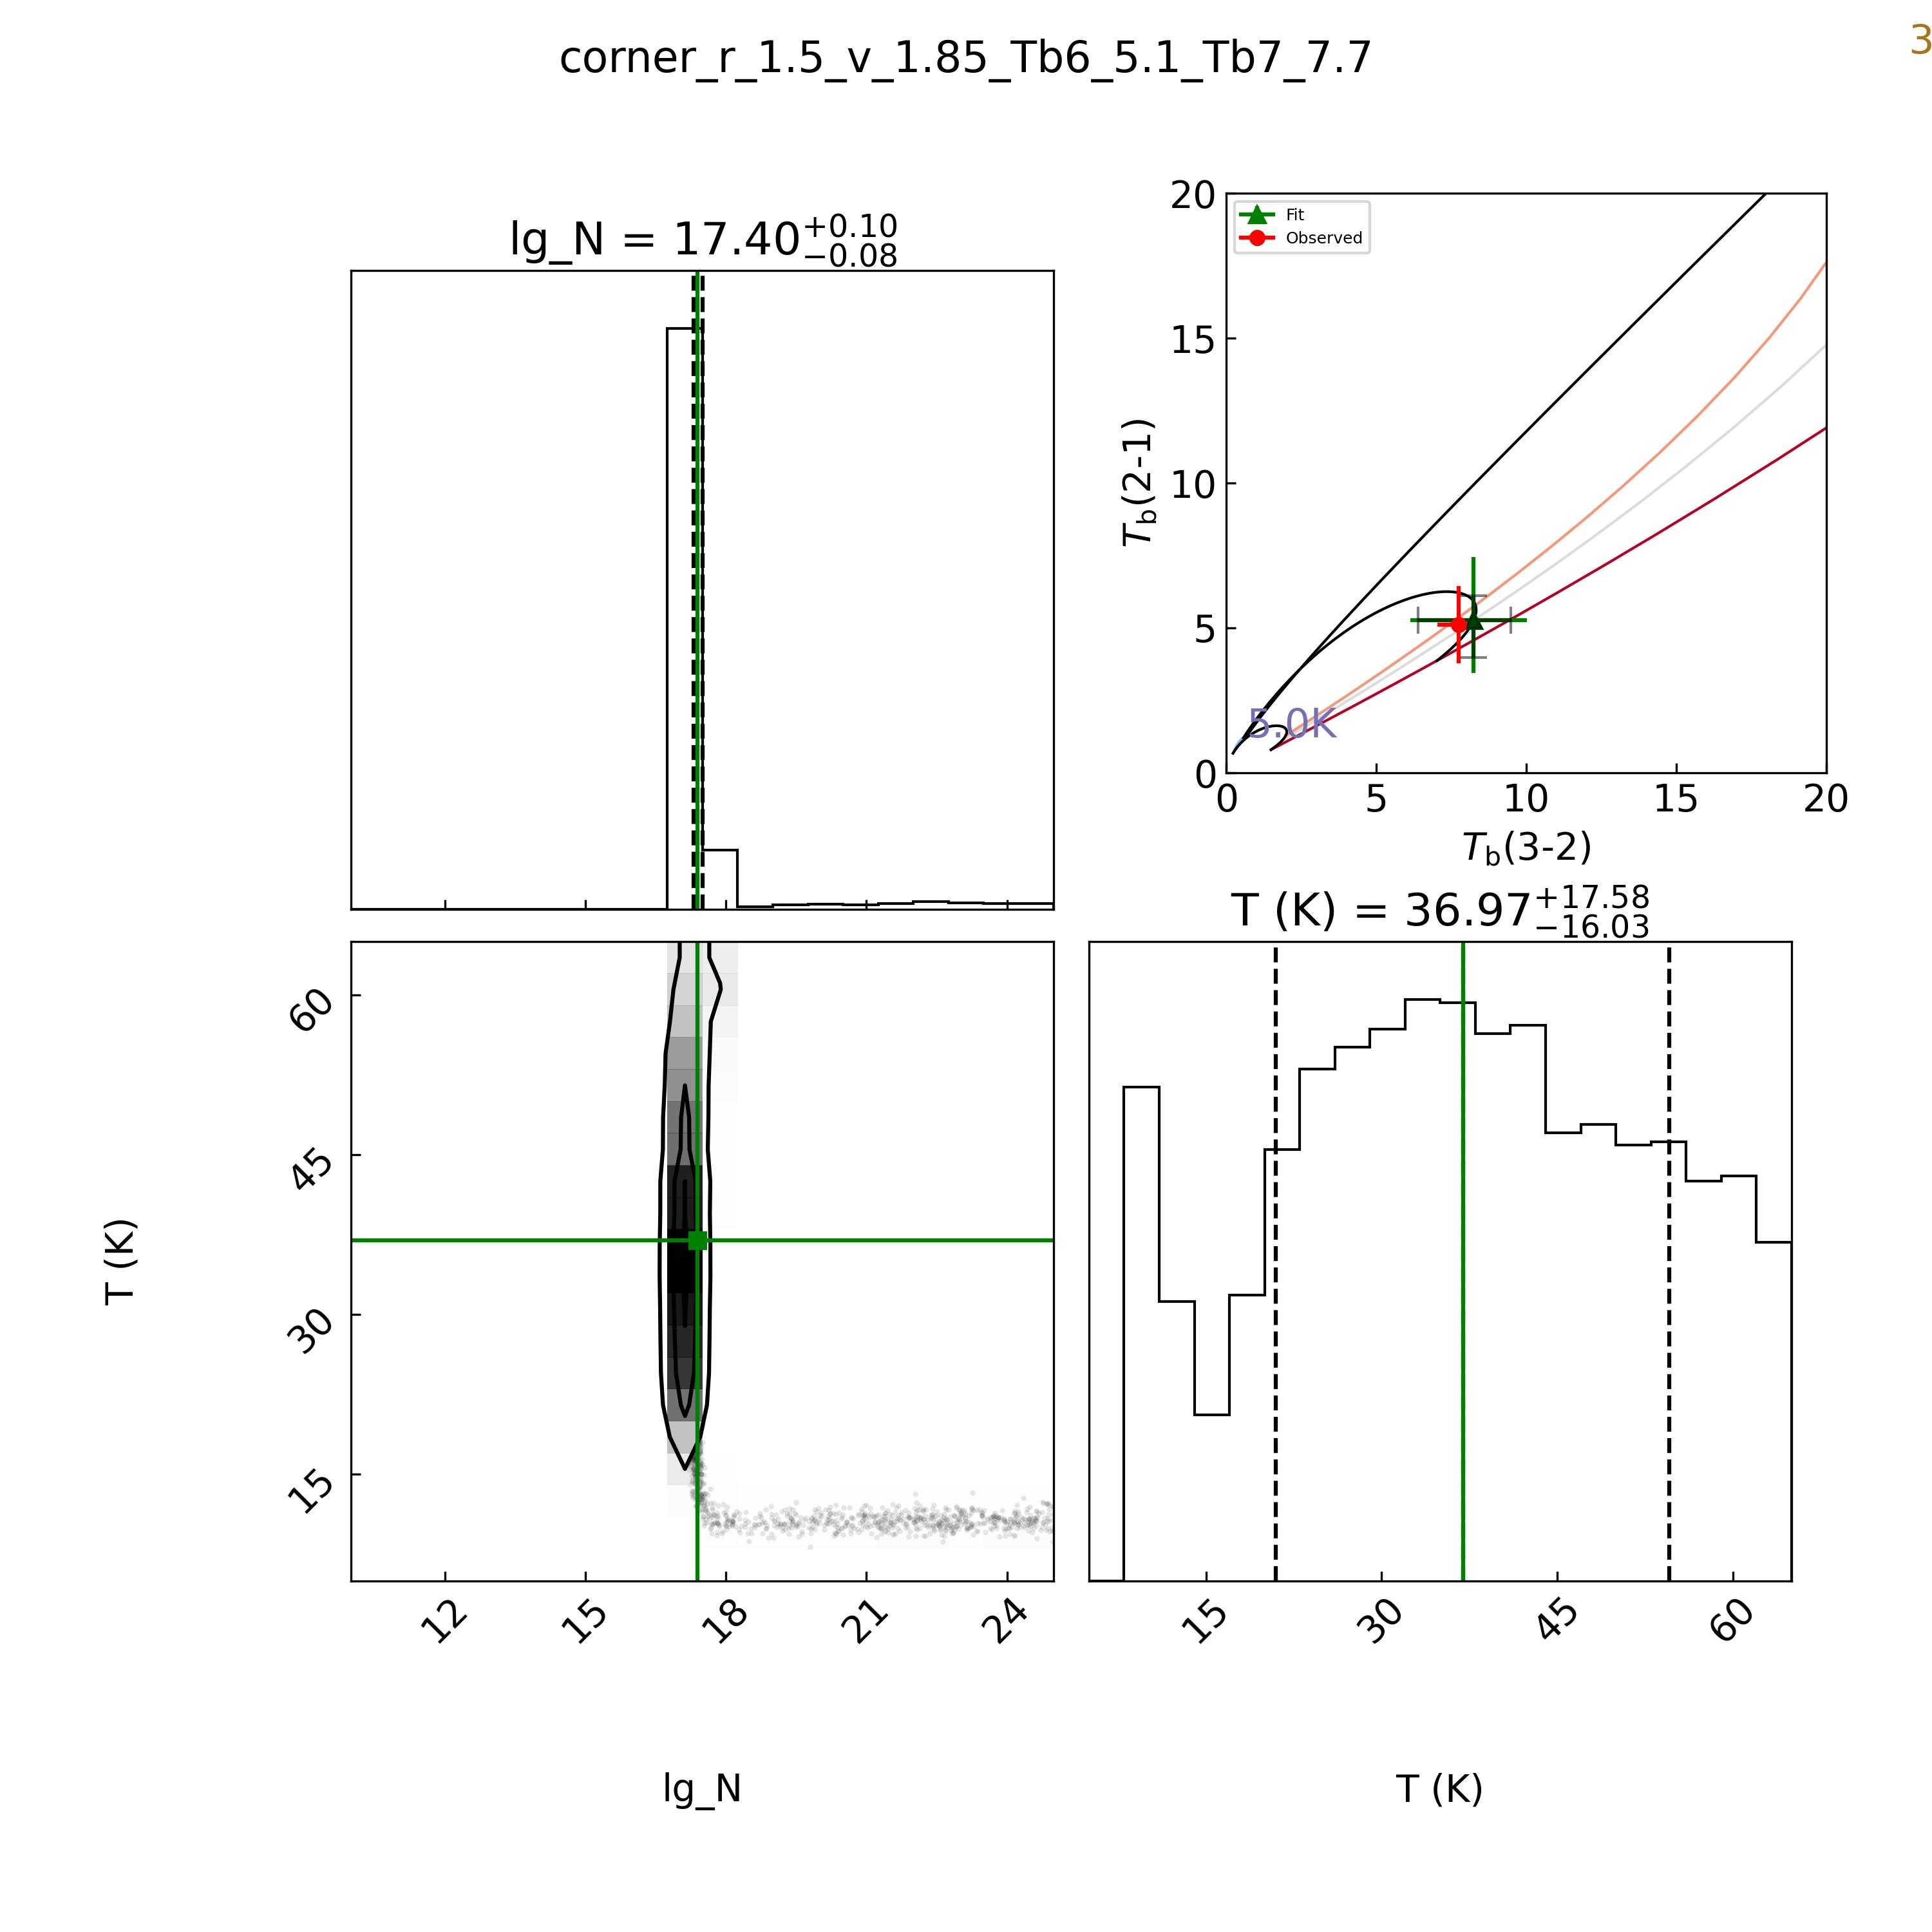 corner_r_1.5_v_1.85_Tb6_5.1_Tb7_7.7
3
lg_N = 17.40+0.10−0.08
Fit
Observed
20
15
10
5
0
Tb(2-1)
5.0K
0 5 10 15 20
Tb(3-2)
T (K) = 36.97+17.58−16.03
60
45
30
15
T (K)
12 15 18 21 24
lg_N
15 30 45 60
T (K)